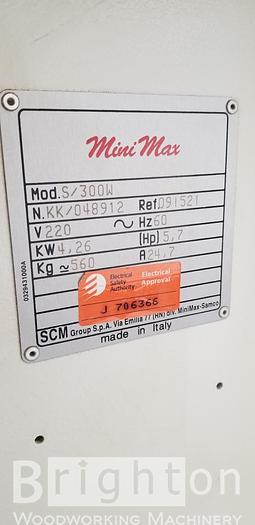 Mini Max
Mod.S/300W
N.KK/048912 Ref.091521
V 220 ~ Hz60
KW4,26 (Hp)5,7
Kg ≃560 A24,7
Electrical Safety Authority
Electrical Approval
J 706366
SCM Group S.p.A. Via Emilia 77 (RN) div. MiniMax-Samco
made in Italy
0329431000A
Brighton
WOODWORKING MACHINERY